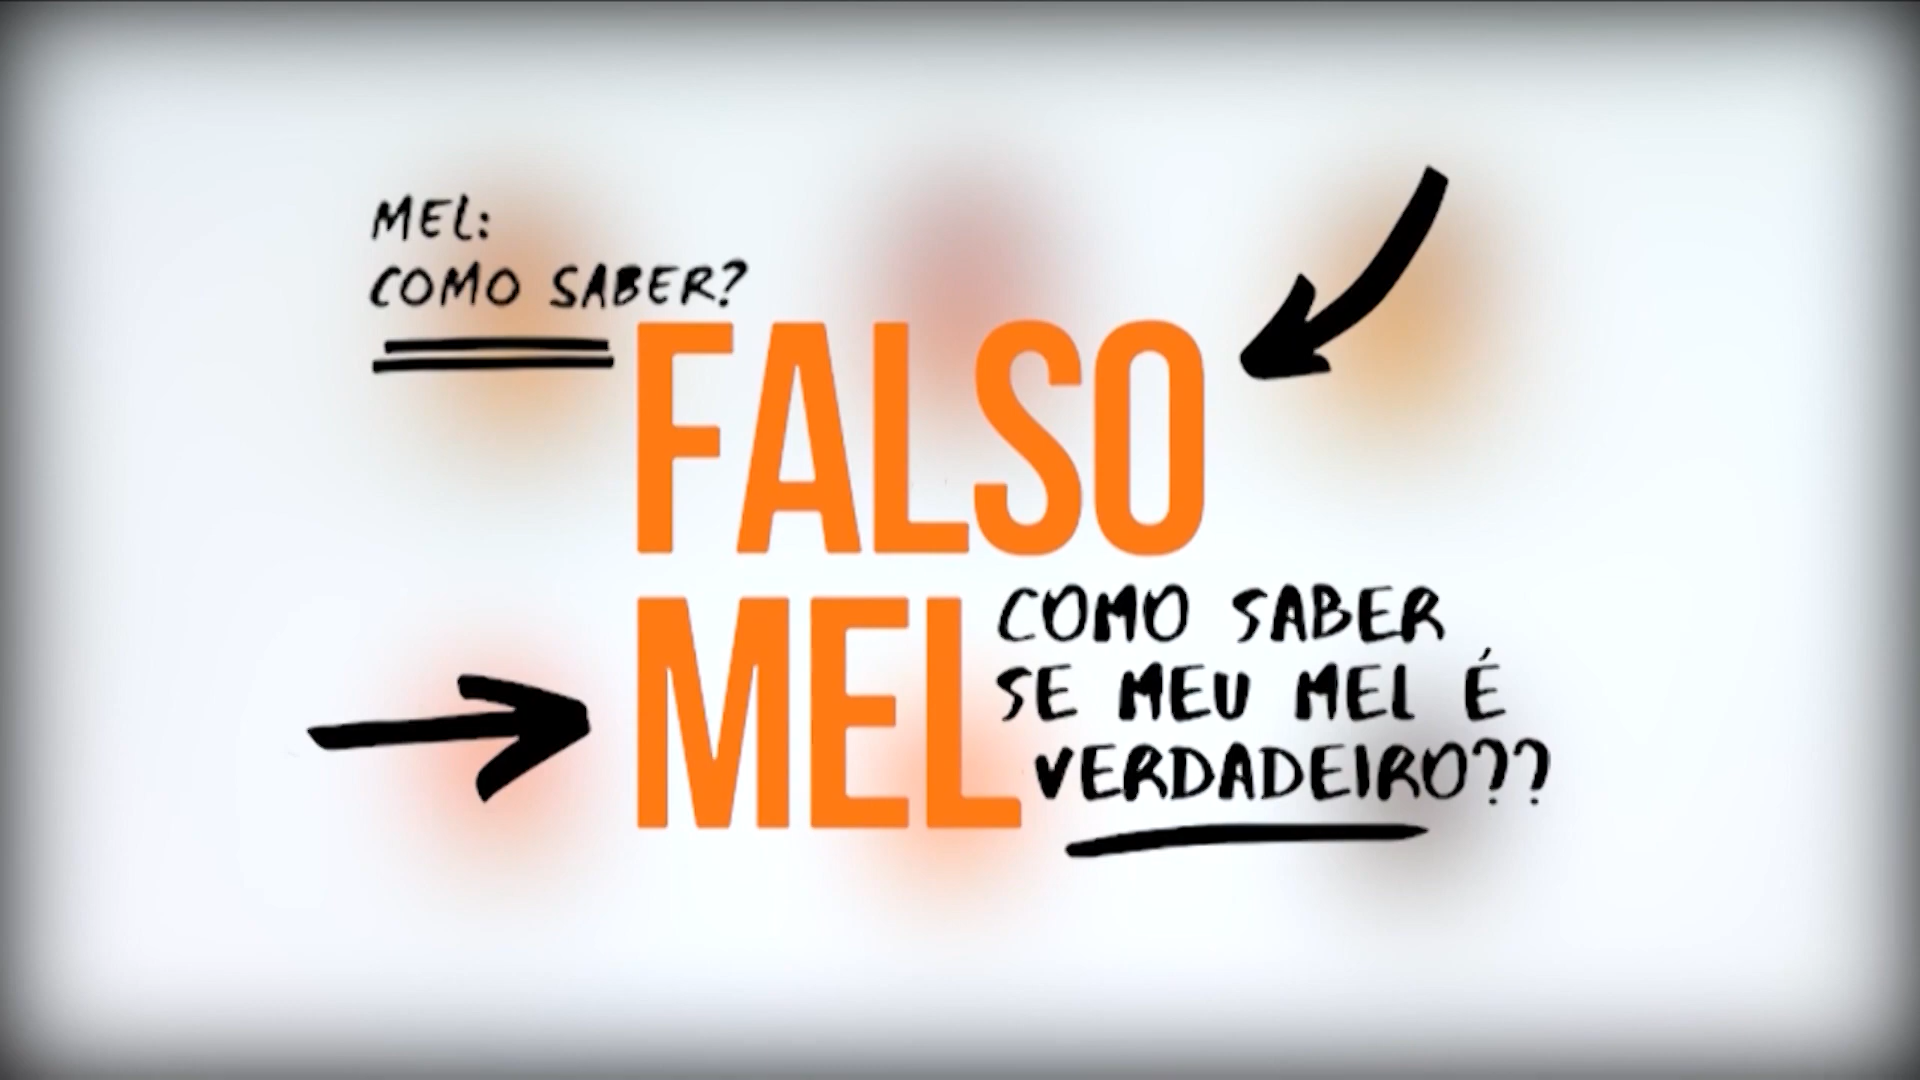 MEL:
COMO SABER?
FALSO
MEL
COMO SABER
SE MEU MEL É
VERDADEIRO??